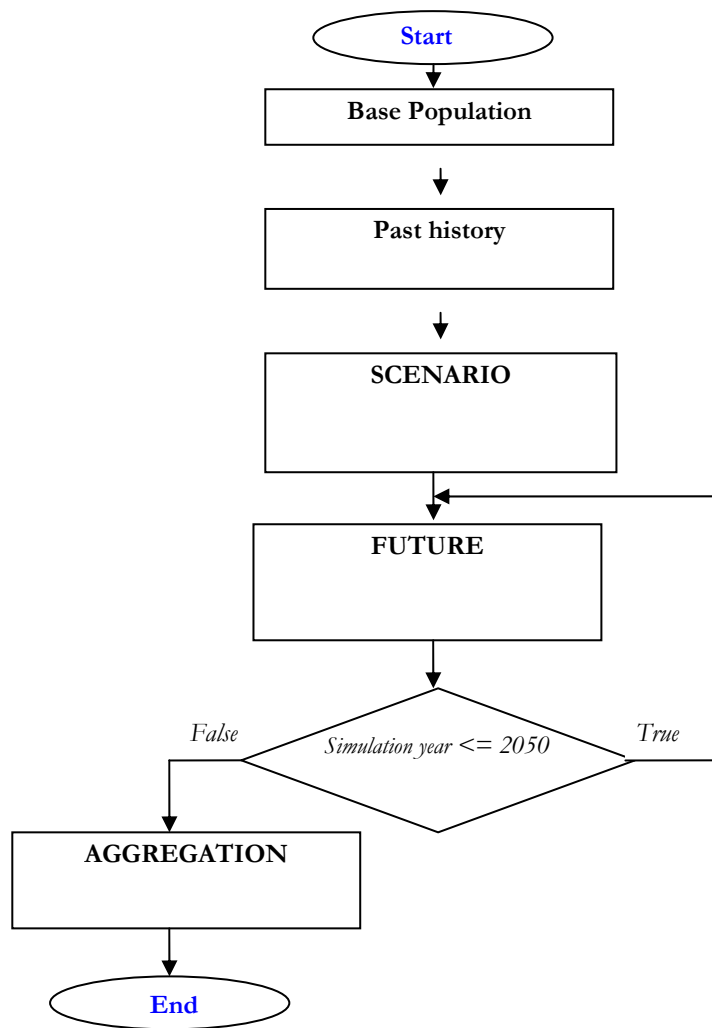 Start
Base Population
Past history
SCENARIO
FUTURE
False
Simulation year <= 2050
True
AGGREGATION
End